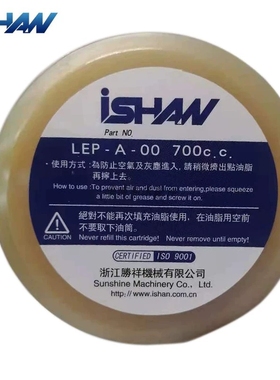 iSHAN
iSHAN
Part NO.
LEP-A-00 700c.c.
·使用方式:為防止空氣及灰塵進入,請稍微擠出點油脂
再擰上去。
How to use :To prevent air and dust from entering,please squeeze
a little bit of grease and screw it on.
絕對不能再次填充油脂使用,在油脂用空前
不要取下油筒。
Never refill this cartridge! Never remove before empty!
浙江勝祥機械有限公司
Sunshine Machinery Co., Ltd.
http://www.ishan.com.cn
CERTIFIED ISO 9001